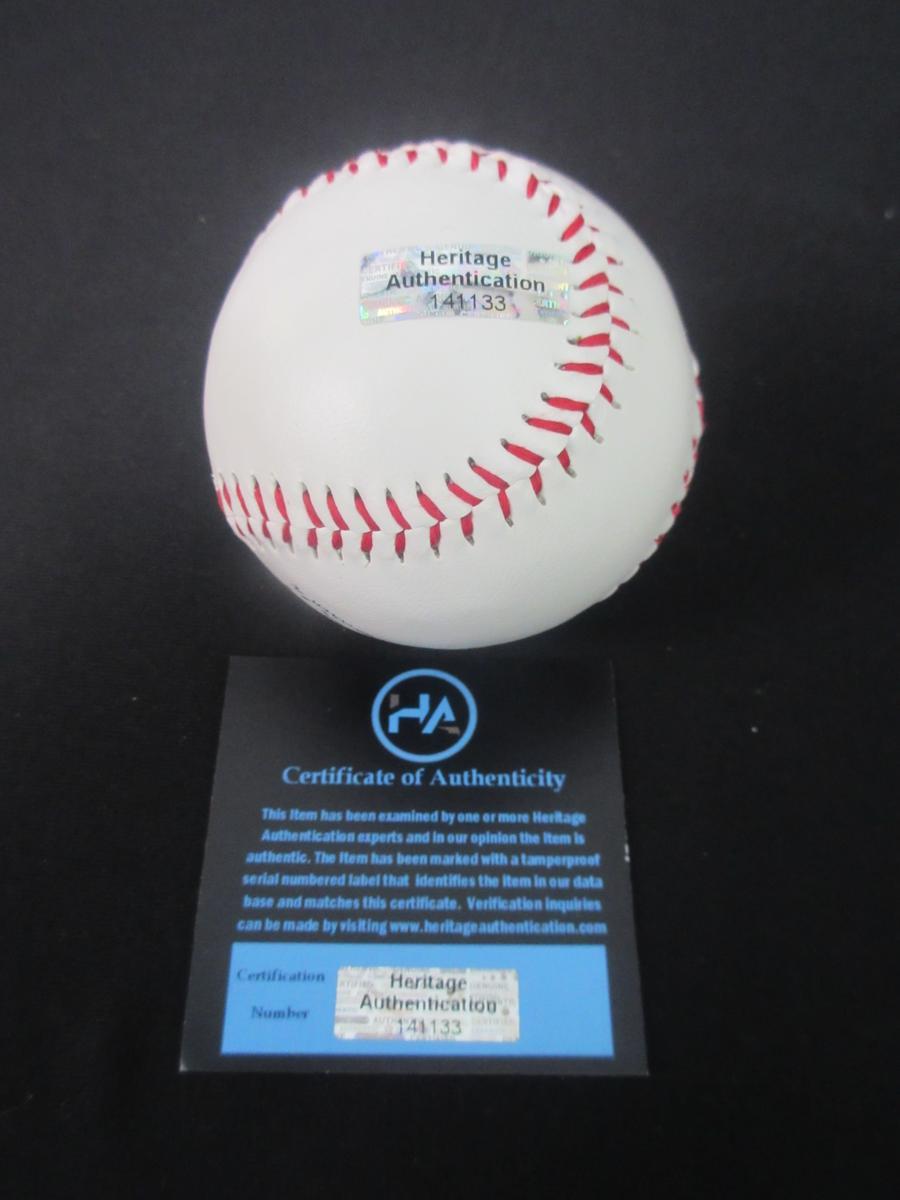 Heritage
Authentication
141133
HA
Certificate of Authenticity
This Item has been examined by one or more Heritage
Authentication experts and in our opinion the Item is
authentic. The Item has been marked with a tamperproof
serial numbered label that identifies the Item in our data
base and matches this certificate. Verification inquiries
can be made by visiting www.heritageauthentication.com
Certification
Number
Heritage
Authentication
141133